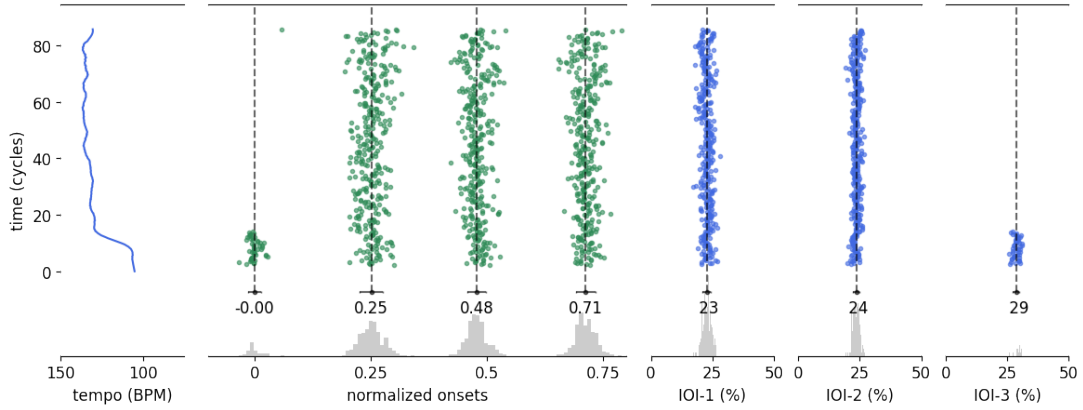 80
60
40
20
0
time (cycles)
-0.00 0.25 0.48 0.71 23 24 29
150 100 0 0.25 0.5 0.75 0 25 50 0 25 50 0 25 50
tempo (BPM) normalized onsets IOI-1 (%) IOI-2 (%) IOI-3 (%)